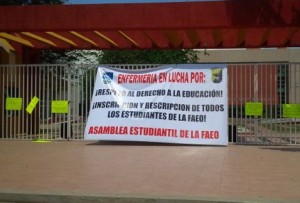 ENFERMERIA EN LUCHA POR:
¡RESPETO AL DERECHO A LA EDUCACIÓN!
¡INSCRIPCION Y RESCRIPCION DE TODOS
LOS ESTUDIANTES DE LA FAEO!
ASAMBLEA ESTUDIANTIL DE LA FAEO